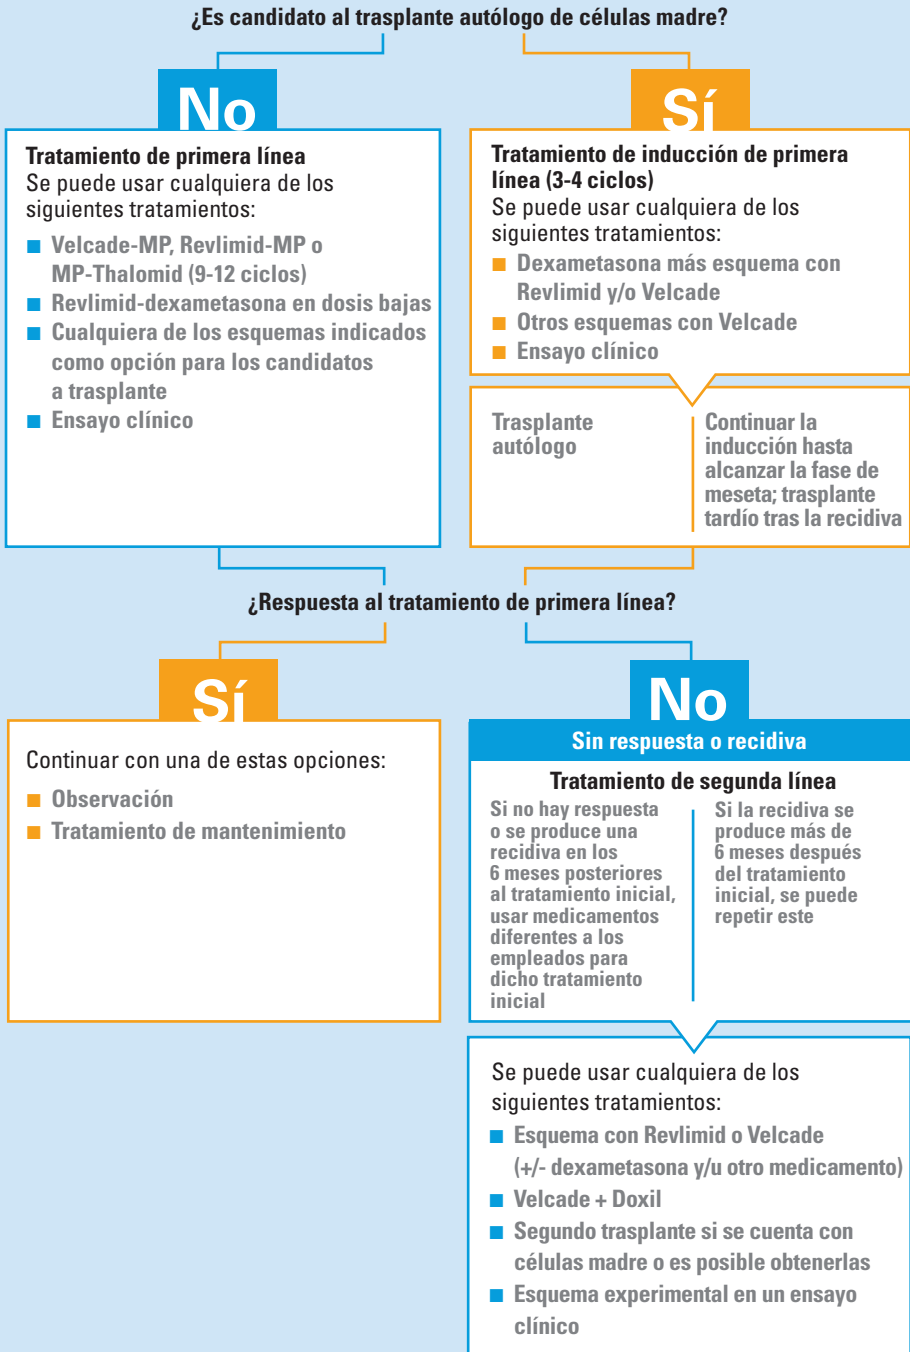 ¿Es candidato al trasplante autólogo de células madre?
No
Tratamiento de primera línea
Se puede usar cualquiera de los
siguientes tratamientos:
■ Velcade-MP, Revlimid-MP o
MP-Thalomid (9-12 ciclos)
■ Revlimid-dexametasona en dosis bajas
■ Cualquiera de los esquemas indicados
como opción para los candidatos
a trasplante
■ Ensayo clínico
Sí
Tratamiento de inducción de primera
línea (3-4 ciclos)
Se puede usar cualquiera de los
siguientes tratamientos:
■ Dexametasona más esquema con
Revlimid y/o Velcade
■ Otros esquemas con Velcade
■ Ensayo clínico
Trasplante
autólogo
Continuar la
inducción hasta
alcanzar la fase de
meseta; trasplante
tardío tras la recidiva
¿Respuesta al tratamiento de primera línea?
Sí
Continuar con una de estas opciones:
■ Observación
■ Tratamiento de mantenimiento
No
Sin respuesta o recidiva
Tratamiento de segunda línea
Si no hay respuesta
o se produce una
recidiva en los
6 meses posteriores
al tratamiento inicial,
usar medicamentos
diferentes a los
empleados para
dicho tratamiento
inicial
Si la recidiva se
produce más de
6 meses después
del tratamiento
inicial, se puede
repetir este
Se puede usar cualquiera de los
siguientes tratamientos:
■ Esquema con Revlimid o Velcade
(+/- dexametasona y/u otro medicamento)
■ Velcade + Doxil
■ Segundo trasplante si se cuenta con
células madre o es posible obtenerlas
■ Esquema experimental en un ensayo
clínico